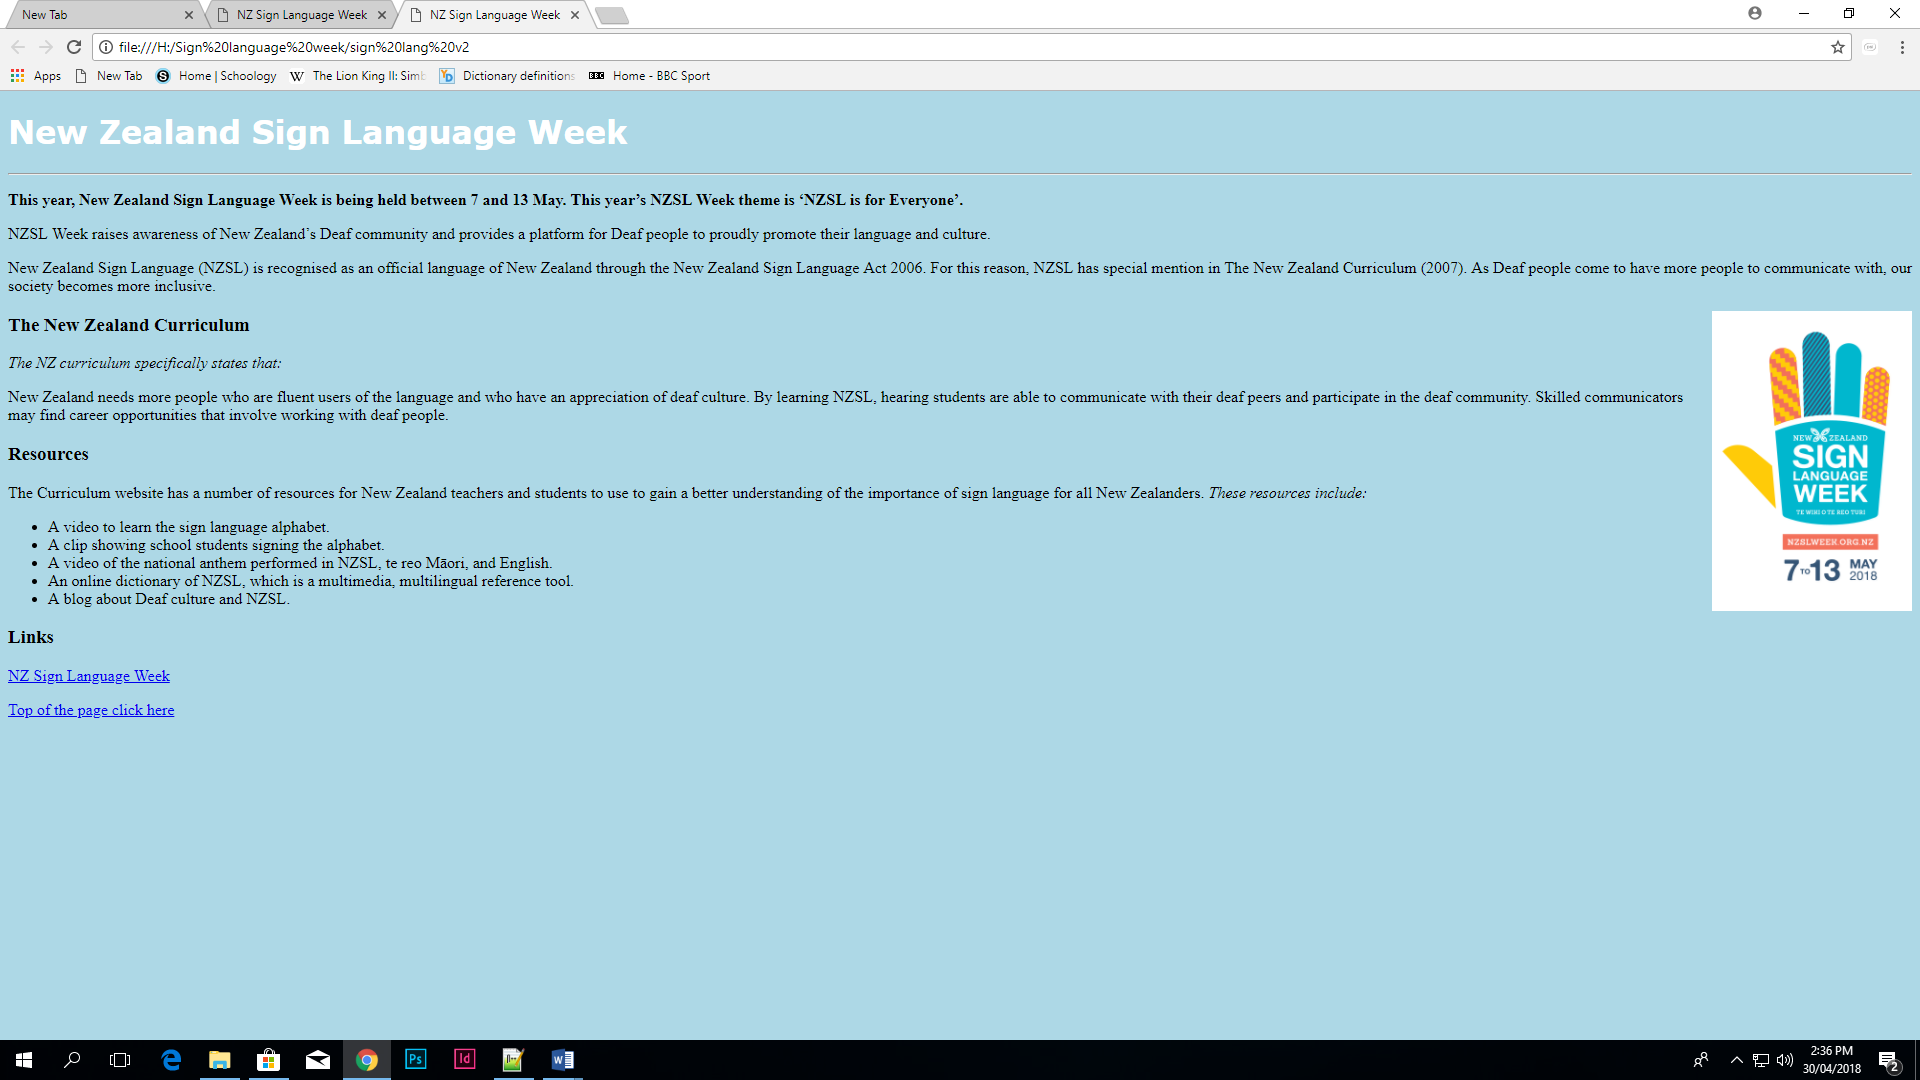 New Tab
NZ Sign Language Week
NZ Sign Language Week
file:///H:/Sign%20language%20week/sign%20lang%20v2
Apps
New Tab
Home | Schoology
The Lion King II: Simb
Dictionary definitions
Home - BBC Sport
New Zealand Sign Language Week
This year, New Zealand Sign Language Week is being held between 7 and 13 May. This year’s NZSL Week theme is ‘NZSL is for Everyone’.
NZSL Week raises awareness of New Zealand’s Deaf community and provides a platform for Deaf people to proudly promote their language and culture.
New Zealand Sign Language (NZSL) is recognised as an official language of New Zealand through the New Zealand Sign Language Act 2006. For this reason, NZSL has special mention in The New Zealand Curriculum (2007). As Deaf people come to have more people to communicate with, our
society becomes more inclusive.
The New Zealand Curriculum
The NZ curriculum specifically states that:
New Zealand needs more people who are fluent users of the language and who have an appreciation of deaf culture. By learning NZSL, hearing students are able to communicate with their deaf peers and participate in the deaf community. Skilled communicators
may find career opportunities that involve working with deaf people.
Resources
The Curriculum website has a number of resources for New Zealand teachers and students to use to gain a better understanding of the importance of sign language for all New Zealanders. These resources include:
• A video to learn the sign language alphabet.
• A clip showing school students signing the alphabet.
• A video of the national anthem performed in NZSL, te reo Māori, and English.
• An online dictionary of NZSL, which is a multimedia, multilingual reference tool.
• A blog about Deaf culture and NZSL.
NEW ZEALAND
SIGN
LANGUAGE
WEEK
TE WIKI O TE REO TURI
NZSLWEEK.ORG.NZ
7 TO 13 MAY
2018
Links
NZ Sign Language Week
Top of the page click here
Ps
Id
2:36 PM
30/04/2018
2